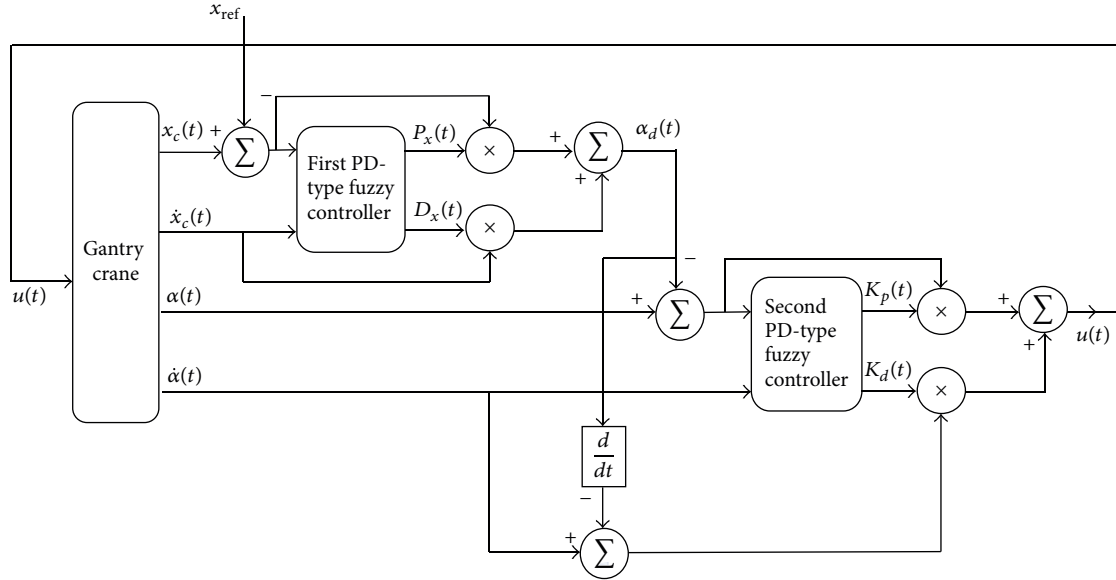 x_ref
−
x_c(t)
+
∑
First PD-
type fuzzy
controller
P_x(t)
×
+
∑
+
α_d(t)
ẋ_c(t)
D_x(t)
×
Gantry
crane
u(t)
α(t)
+
−
∑
Second
PD-type
fuzzy
controller
K_p(t)
×
+
∑
+
u(t)
α̇(t)
K_d(t)
×
d
dt
−
+
∑